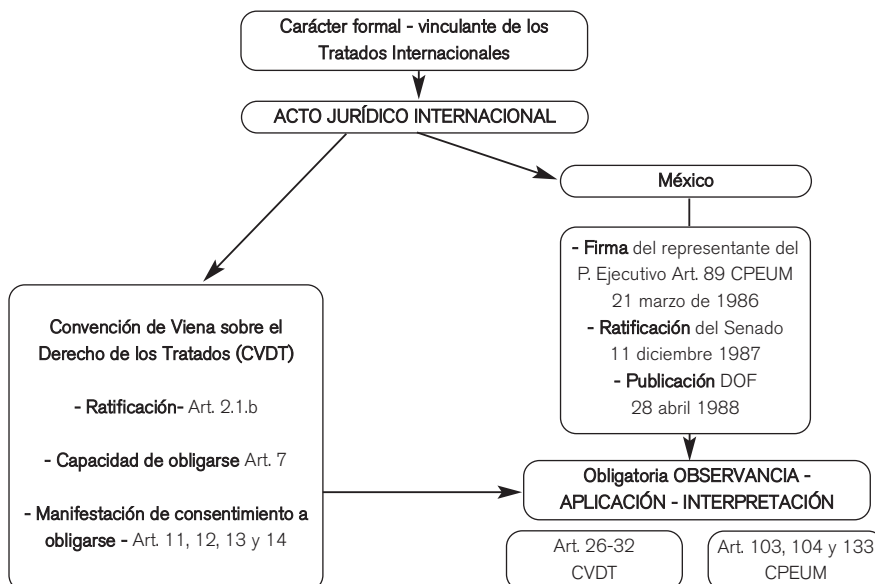 Carácter formal - vinculante de los
Tratados Internacionales
ACTO JURÍDICO INTERNACIONAL
México
- Firma del representante del
P. Ejecutivo Art. 89 CPEUM
21 marzo de 1986
- Ratificación del Senado
11 diciembre 1987
- Publicación DOF
28 abril 1988
Convención de Viena sobre el
Derecho de los Tratados (CVDT)
- Ratificación- Art. 2.1.b
- Capacidad de obligarse Art. 7
- Manifestación de consentimiento a
obligarse - Art. 11, 12, 13 y 14
Obligatoria OBSERVANCIA -
APLICACIÓN - INTERPRETACIÓN
Art. 26-32
CVDT
Art. 103, 104 y 133
CPEUM